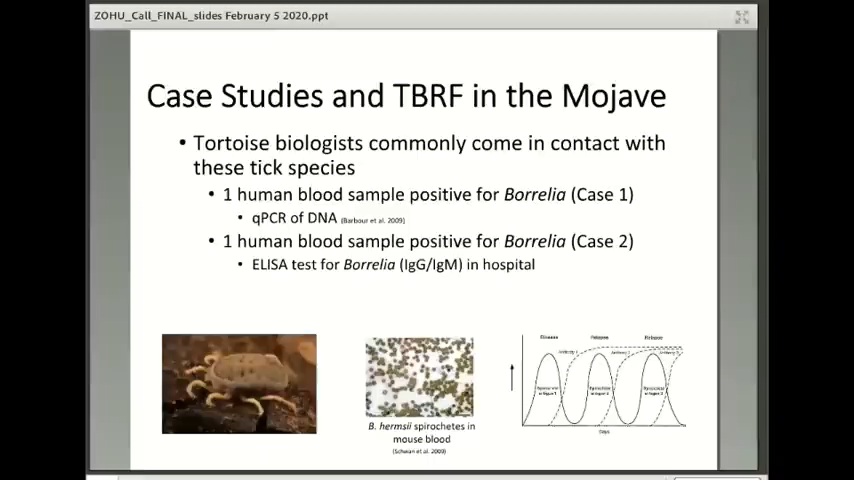 ZOHU_Call_FINAL_slides February 5 2020.ppt
Case Studies and TBRF in the Mojave
• Tortoise biologists commonly come in contact with
these tick species
• 1 human blood sample positive for Borrelia (Case 1)
• qPCR of DNA (Barbour et al. 2009)
• 1 human blood sample positive for Borrelia (Case 2)
• ELISA test for Borrelia (IgG/IgM) in hospital
Disease Relapse Relapse
Antibody
Days
B. hermsii spirochetes in
mouse blood
(Schwan et al. 2009)